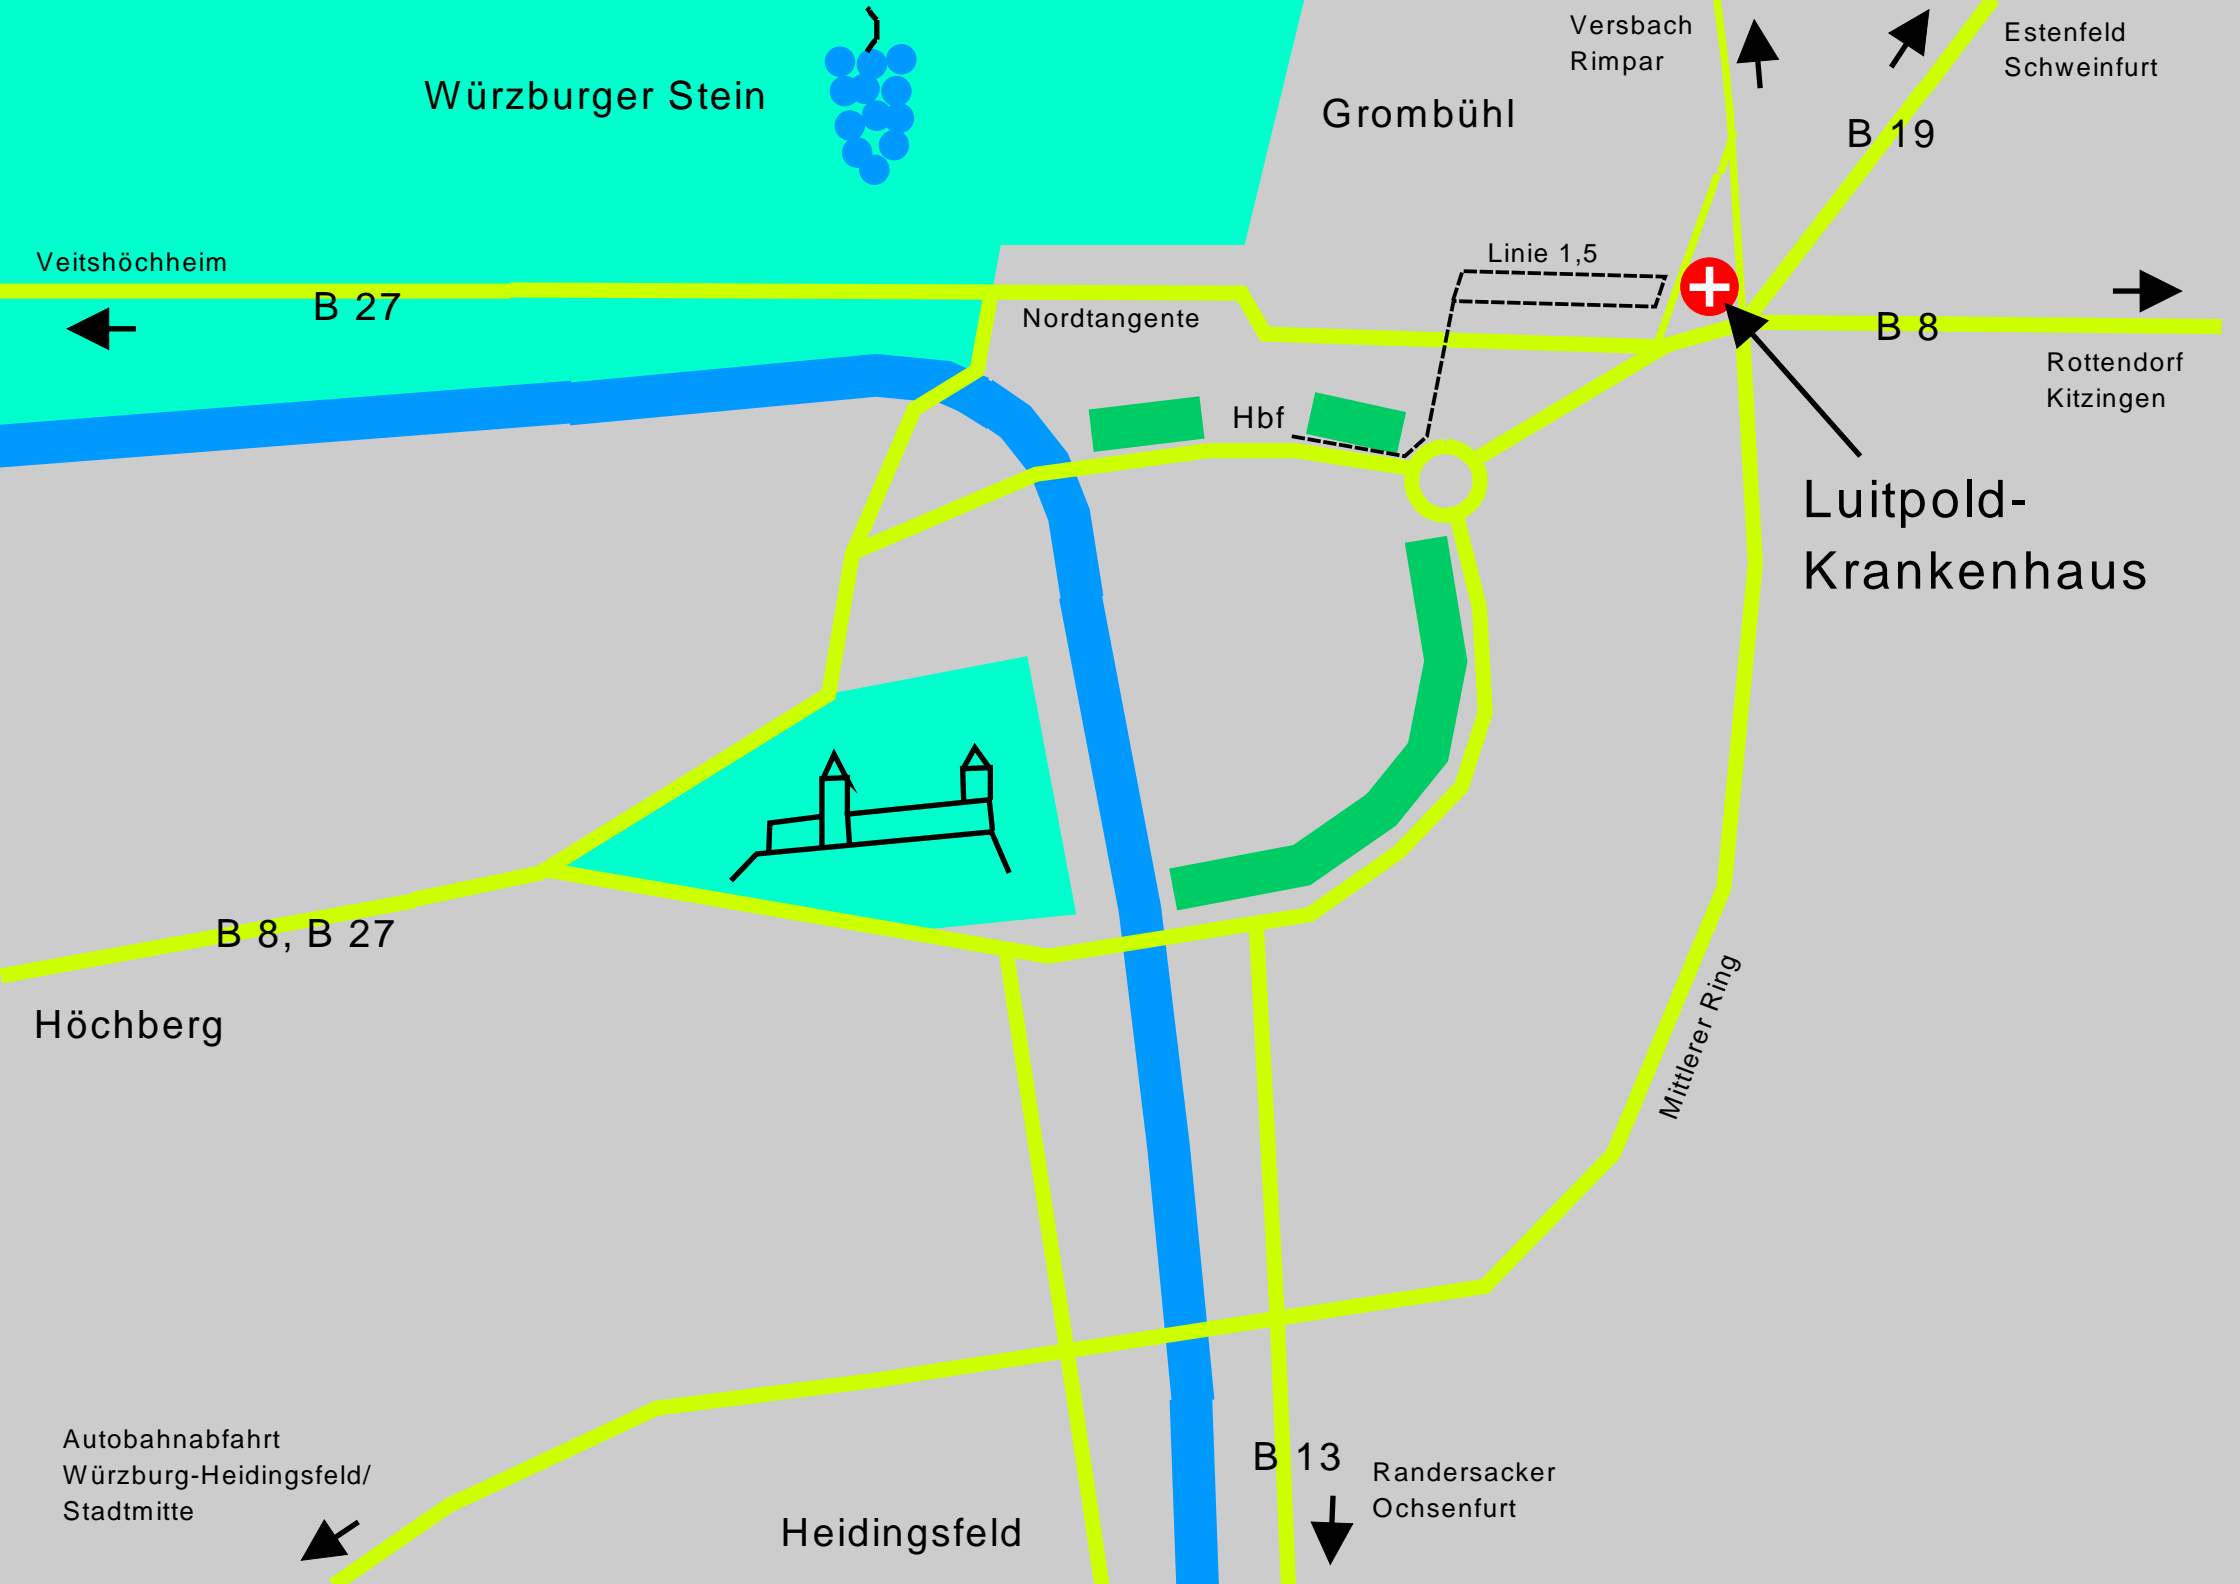 Versbach
Rimpar
Estenfeld
Schweinfurt
Würzburger Stein
Grombühl
B 19
Veitshöchheim
B 27
Linie 1,5
Nordtangente
B 8
Rottendorf
Kitzingen
Hbf
Luitpold-
Krankenhaus
B 8, B 27
Höchberg
Mittlerer Ring
Autobahnabfahrt
Würzburg-Heidingsfeld/
Stadtmitte
B 13
Randersacker
Ochsenfurt
Heidingsfeld